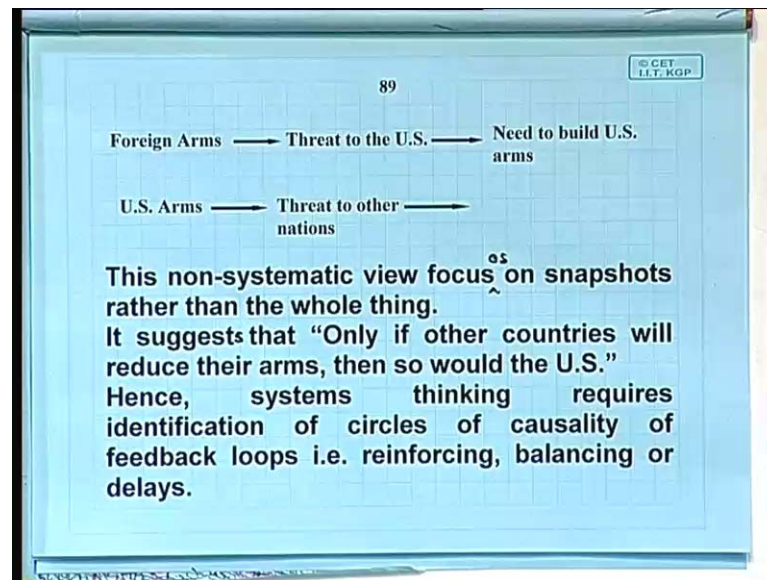 © CET
I.I.T. KGP
89
Foreign Arms → Threat to the U.S. → Need to build U.S.
arms
U.S. Arms → Threat to other →
nations
This non-systematic view focus^es on snapshots
rather than the whole thing.
It suggests that “Only if other countries will
reduce their arms, then so would the U.S.”
Hence, systems thinking requires
identification of circles of causality of
feedback loops i.e. reinforcing, balancing or
delays.